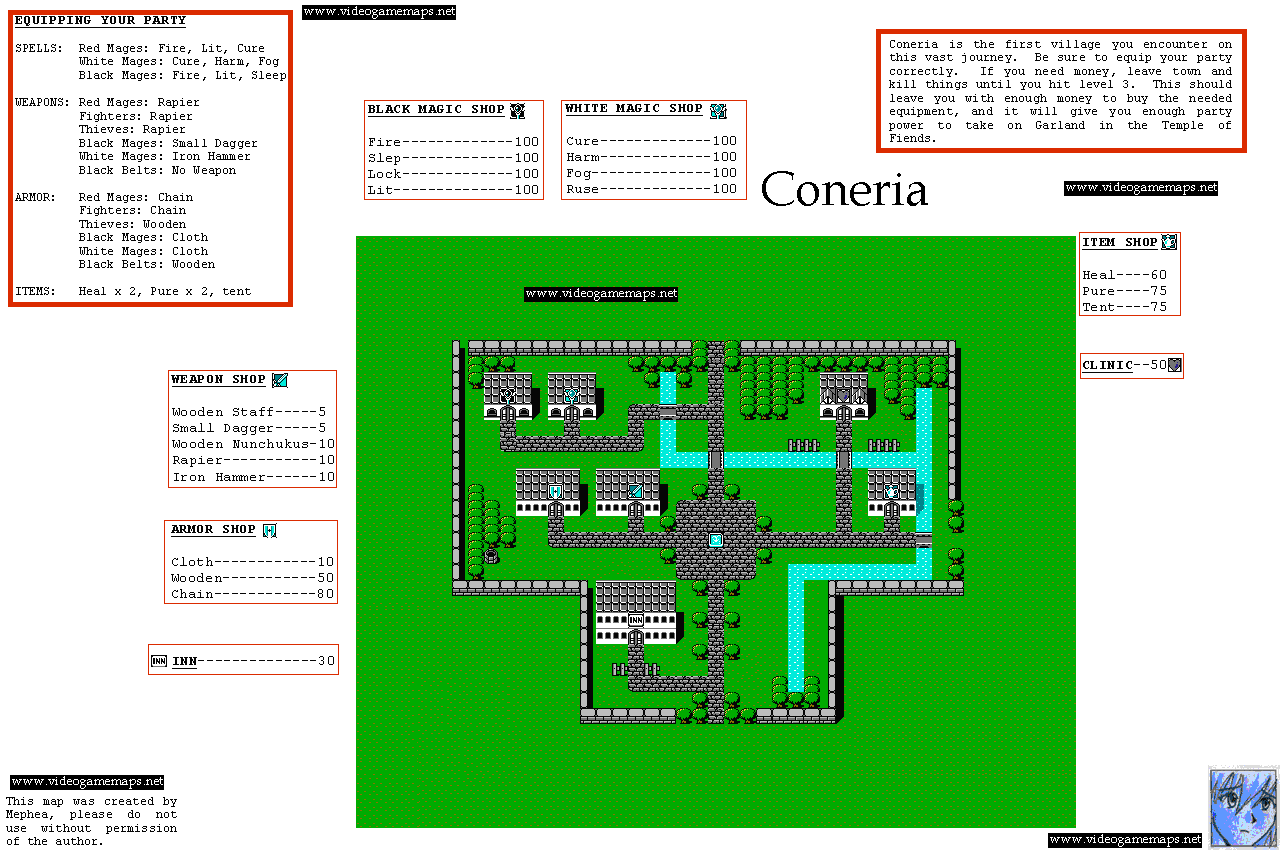 EQUIPPING YOUR PARTY
SPELLS: Red Mages: Fire, Lit, Cure
White Mages: Cure, Harm, Fog
Black Mages: Fire, Lit, Sleep
WEAPONS: Red Mages: Rapier
Fighters: Rapier
Thieves: Rapier
Black Mages: Small Dagger
White Mages: Iron Hammer
Black Belts: No Weapon
ARMOR: Red Mages: Chain
Fighters: Chain
Thieves: Wooden
Black Mages: Cloth
White Mages: Cloth
Black Belts: Wooden
ITEMS: Heal x 2, Pure x 2, tent
www.videogamemaps.net
Coneria is the first village you encounter on
this vast journey. Be sure to equip your party
correctly. If you need money, leave town and
kill things until you hit level 3. This should
leave you with enough money to buy the needed
equipment, and it will give you enough party
power to take on Garland in the Temple of
Fiends.
BLACK MAGIC SHOP
Fire--------------100
Slep--------------100
Lock--------------100
Lit---------------100
WHITE MAGIC SHOP
Cure--------------100
Harm--------------100
Fog---------------100
Ruse--------------100
Coneria
www.videogamemaps.net
ITEM SHOP
Heal----60
Pure----75
Tent----75
www.videogamemaps.net
CLINIC--50
WEAPON SHOP
Wooden Staff-----5
Small Dagger-----5
Wooden Nunchukus-10
Rapier----------10
Iron Hammer-----10
ARMOR SHOP
Cloth------------10
Wooden-----------50
Chain------------80
INN
INN
INN--------------30
www.videogamemaps.net
This map was created by
Mephea, please do not
use without permission
of the author.
www.videogamemaps.net